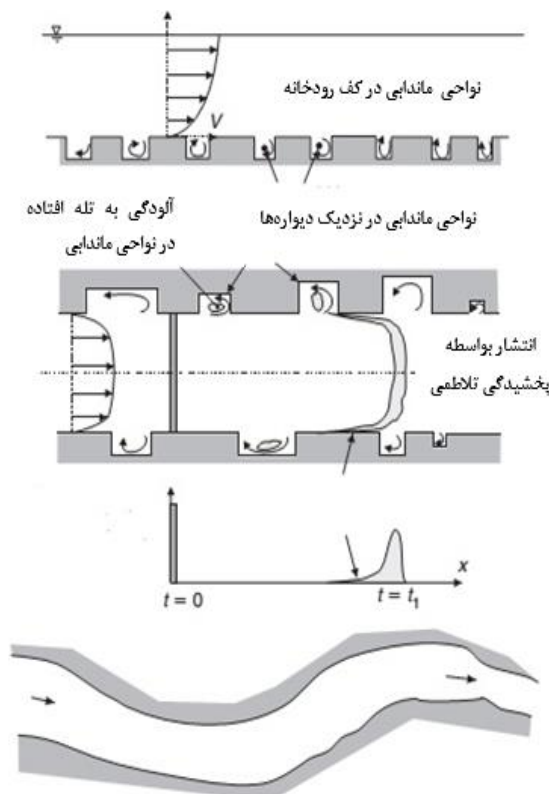 نواحی ماندابی در کف رودخانه
V
آلودگی به تله افتاده
در نواحی ماندابی
نواحی ماندابی در نزدیک دیواره‌ها
انتشار بواسطه
پخشیدگی تلاطمی
x
t = 0
t = t₁